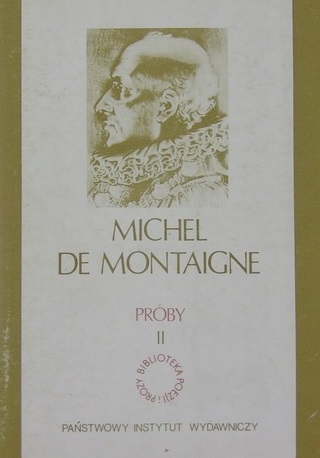 MICHEL
DE MONTAIGNE
PRÓBY
II
BIBLIOTEKA POEZJI i PROZY
PAŃSTWOWY INSTYTUT WYDAWNICZY